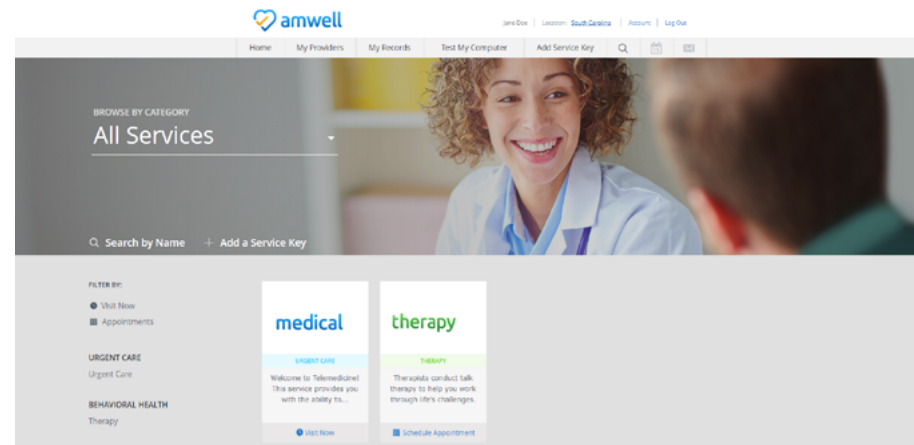 amwell
Jane Doe | Location: South Carolina | Account | Log Out
Home My Providers My Records Test My Computer Add Service Key
BROWSE BY CATEGORY
All Services
Search by Name + Add a Service Key
FILTER BY:
Visit Now
Appointments
URGENT CARE
Urgent Care
BEHAVIORAL HEALTH
Therapy
medical
URGENT CARE
Welcome to Telemedicine!
This service provides you
with the ability to...
Visit Now
therapy
THERAPY
Therapists conduct talk
therapy to help you work
through life's challenges.
Schedule Appointment